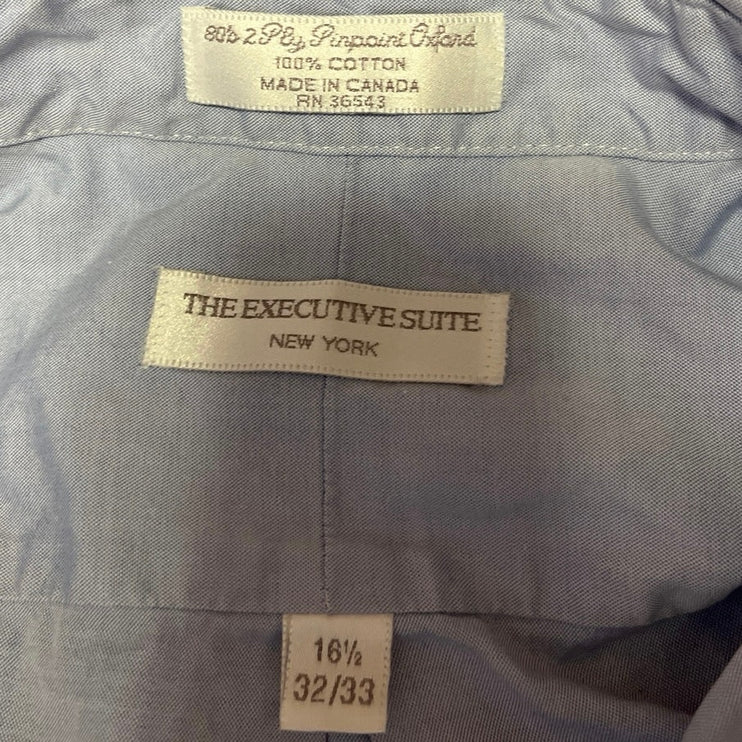 80's 2 Ply, Pinpoint Oxford
100% COTTON
MADE IN CANADA
RN 36543
THE EXECUTIVE SUITE
NEW YORK
16½
32/33